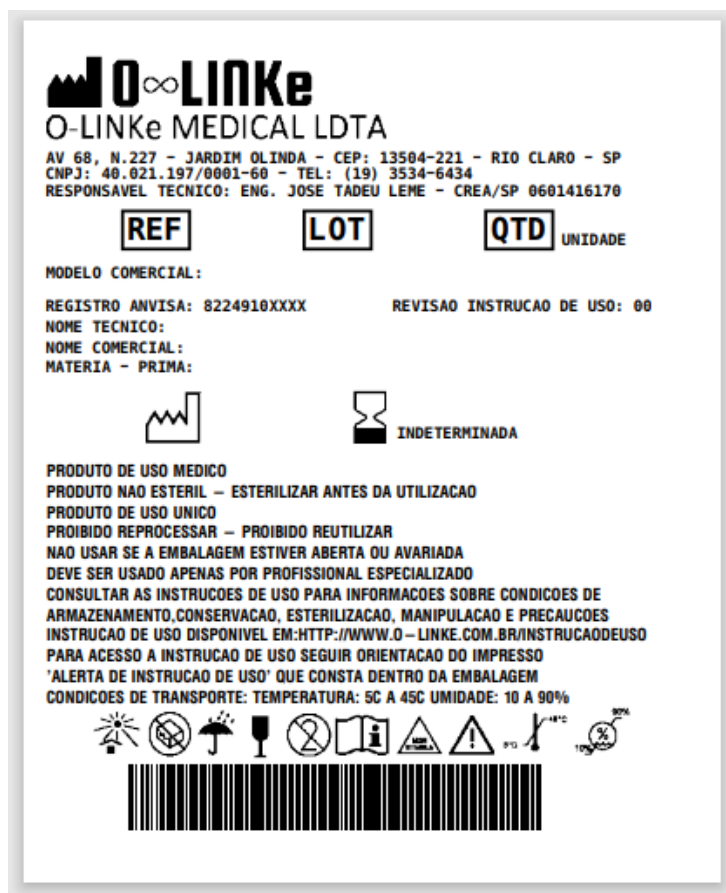 O∞LINKe
O-LINKe MEDICAL LDTA
AV 68, N.227 - JARDIM OLINDA - CEP: 13504-221 - RIO CLARO - SP
CNPJ: 40.021.197/0001-60 - TEL: (19) 3534-6434
RESPONSAVEL TECNICO: ENG. JOSE TADEU LEME - CREA/SP 0601416170
REF LOT QTD UNIDADE
MODELO COMERCIAL:
REGISTRO ANVISA: 8224910XXXX REVISAO INSTRUCAO DE USO: 00
NOME TECNICO:
NOME COMERCIAL:
MATERIA - PRIMA:
INDETERMINADA
PRODUTO DE USO MEDICO
PRODUTO NAO ESTERIL – ESTERILIZAR ANTES DA UTILIZACAO
PRODUTO DE USO UNICO
PROIBIDO REPROCESSAR – PROIBIDO REUTILIZAR
NAO USAR SE A EMBALAGEM ESTIVER ABERTA OU AVARIADA
DEVE SER USADO APENAS POR PROFISSIONAL ESPECIALIZADO
CONSULTAR AS INSTRUCOES DE USO PARA INFORMACOES SOBRE CONDICOES DE
ARMAZENAMENTO,CONSERVACAO, ESTERILIZACAO, MANIPULACAO E PRECAUCOES
INSTRUCAO DE USO DISPONIVEL EM:HTTP://WWW.O–LINKE.COM.BR/INSTRUCAODEUSO
PARA ACESSO A INSTRUCAO DE USO SEGUIR ORIENTACAO DO IMPRESSO
'ALERTA DE INSTRUCAO DE USO' QUE CONSTA DENTRO DA EMBALAGEM
CONDICOES DE TRANSPORTE: TEMPERATURA: 5C A 45C UMIDADE: 10 A 90%
2 i % 10% 90%